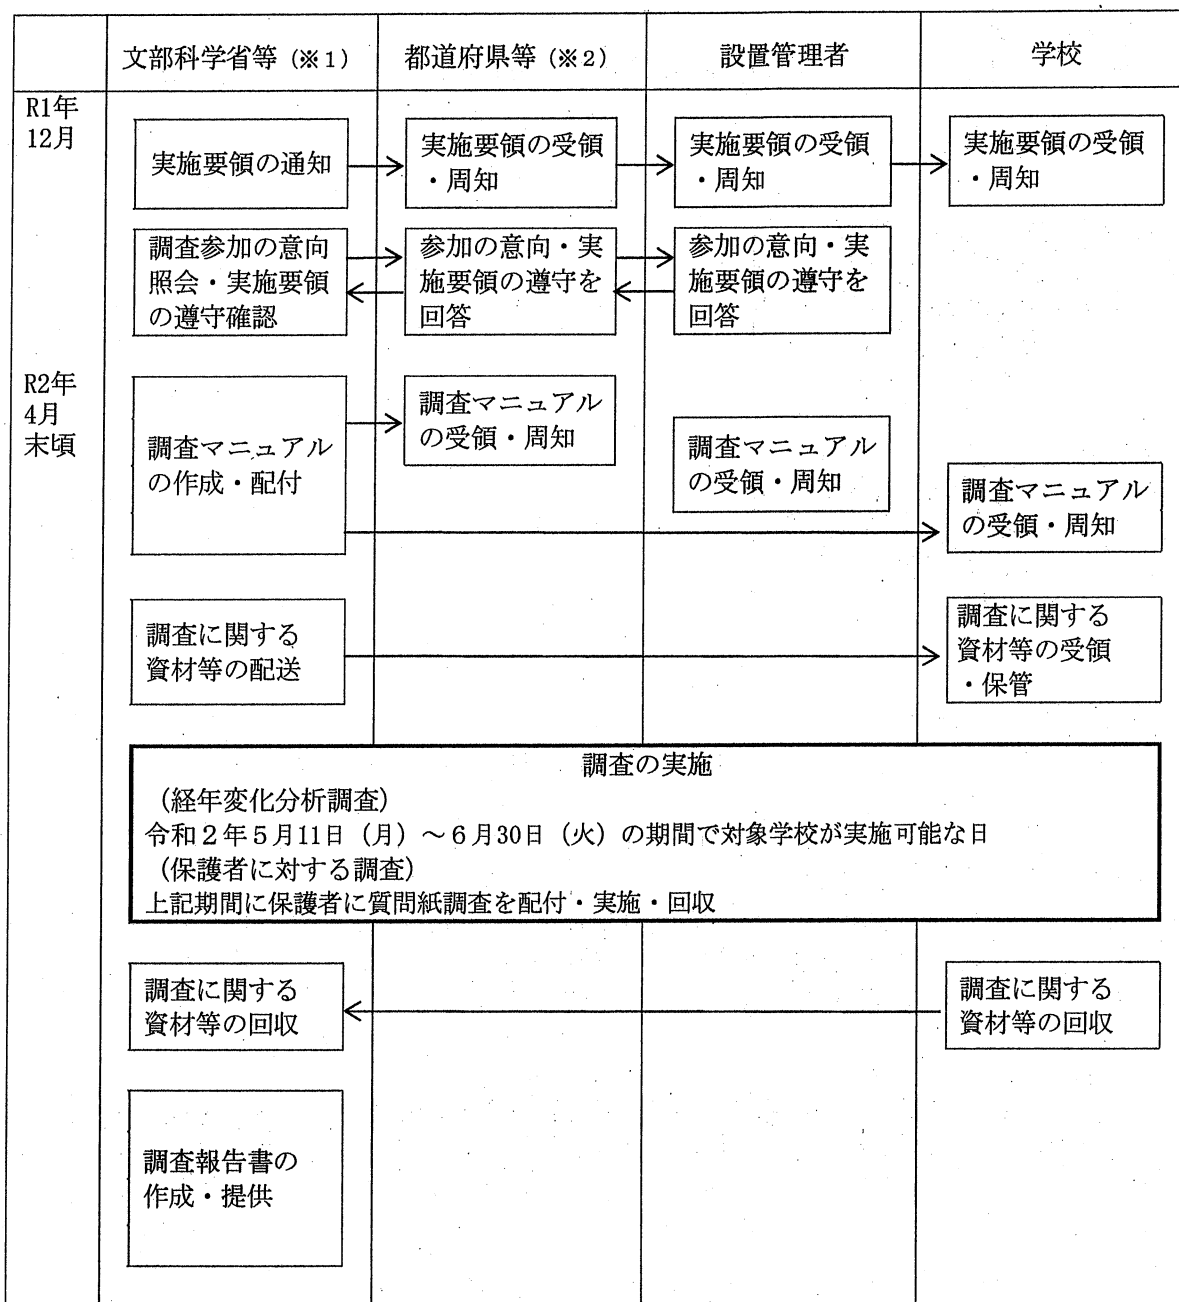 文部科学省等(※1)
都道府県等(※2)
設置管理者
学校
R1年
12月
実施要領の通知
実施要領の受領
・周知
実施要領の受領
・周知
実施要領の受領
・周知
調査参加の意向
照会・実施要領
の遵守確認
参加の意向・実
施要領の遵守を
回答
参加の意向・実
施要領の遵守を
回答
R2年
4月
末頃
調査マニュアル
の作成・配付
調査マニュアル
の受領・周知
調査マニュアル
の受領・周知
調査マニュアル
の受領・周知
調査に関する
資材等の配送
調査に関する
資材等の受領
・保管
調査の実施
(経年変化分析調査)
令和2年5月11日(月)~6月30日(火)の期間で対象学校が実施可能な日
(保護者に対する調査)
上記期間に保護者に質問紙調査を配付・実施・回収
調査に関する
資材等の回収
調査に関する
資材等の回収
調査報告書の
作成・提供